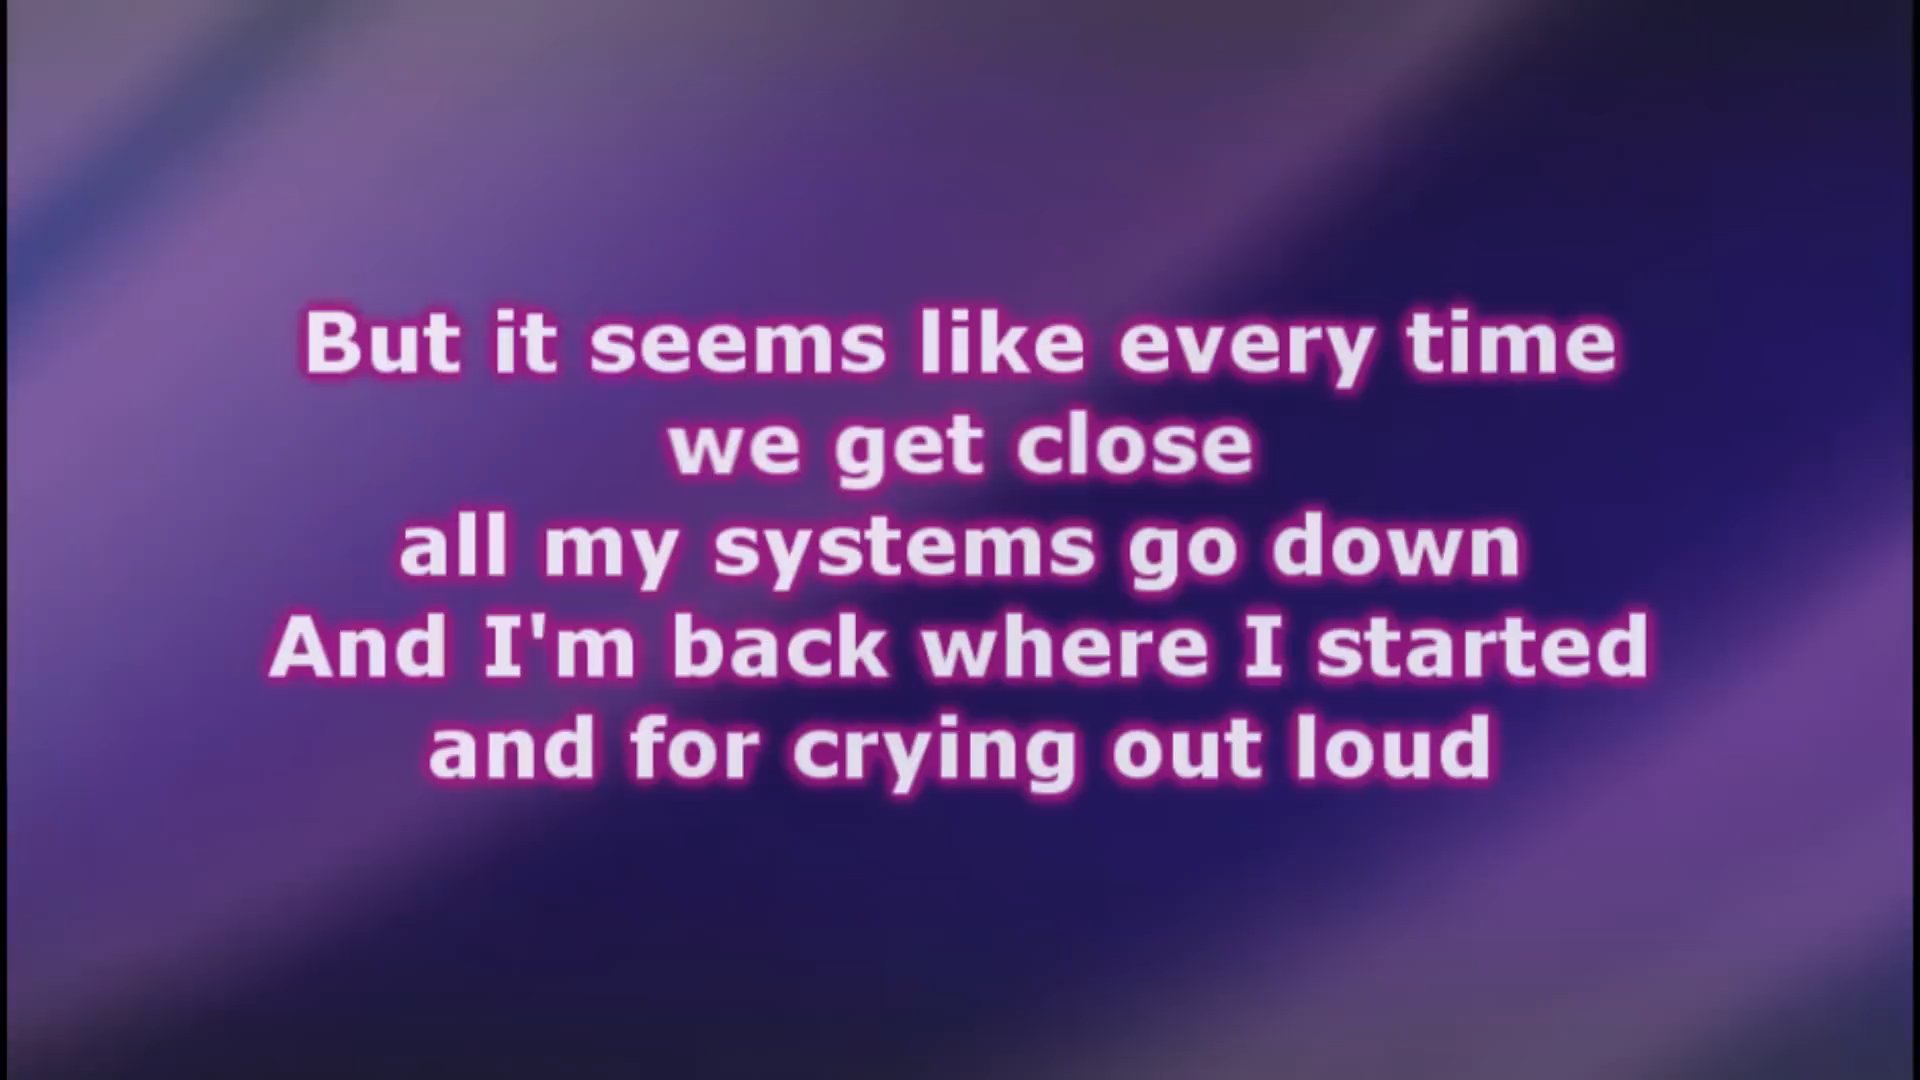 But it seems like every time
we get close
all my systems go down
And I'm back where I started
and for crying out loud